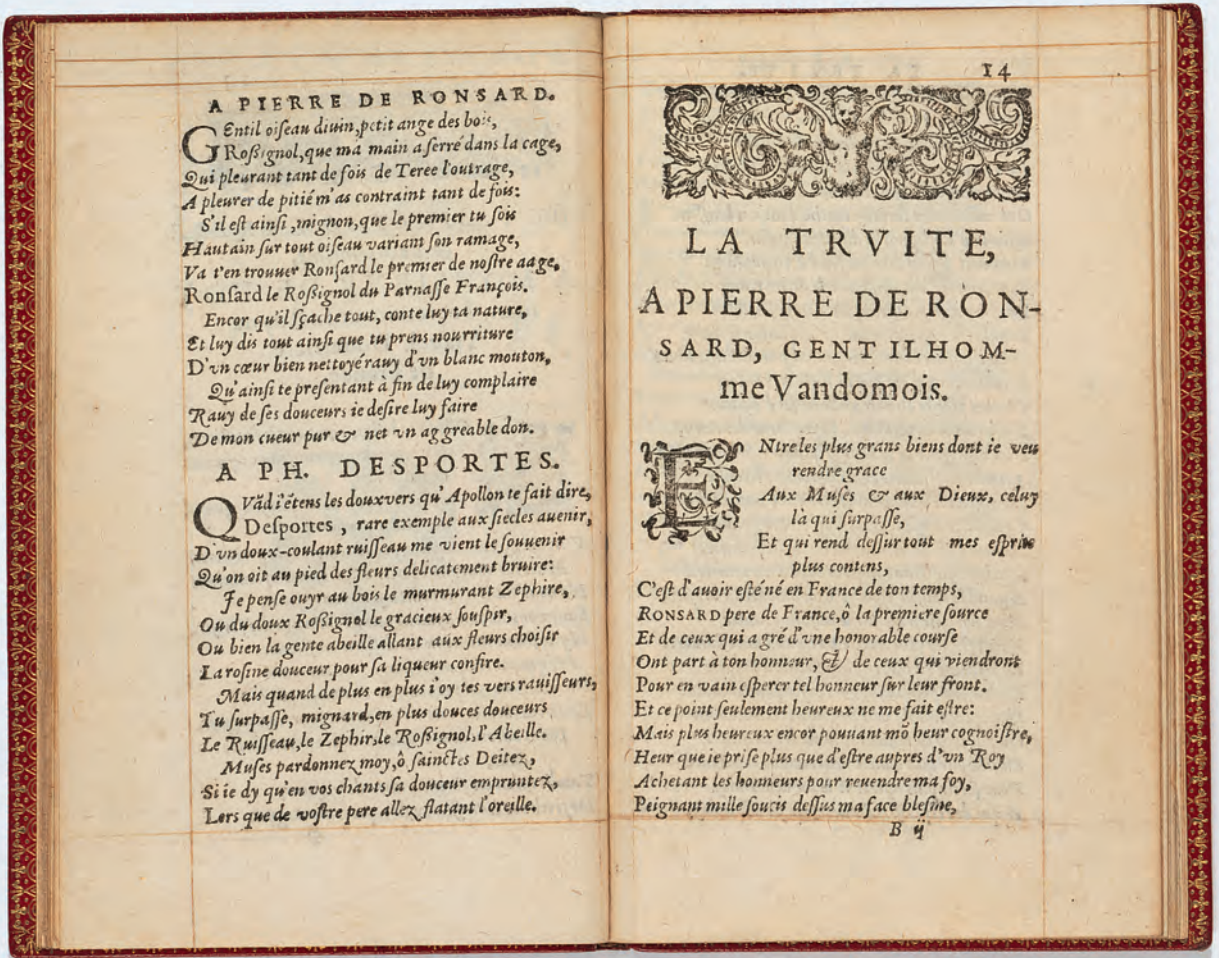 A PIERRE DE RONSARD.
GEntil oiſeau diuin, petit ange des bois,
Roßignol, que ma main a ſerré dans la cage,
Qui pleurant tant de fois de Teree l'outrage,
A pleurer de pitié m'as contraint tant de fois:
S'il eſt ainſi, mignon, que le premier tu ſois
Hautain ſur tout oiſeau variant ſon ramage,
Va t'en trouuer Ronſard le premier de noſtre aage,
Ronſard le Roßignol du Parnaſſe François.
Encor qu'il ſçache tout, conte luy ta nature,
Et luy dis tout ainſi que tu prens nourriture
D'vn cœur bien nettoyé rauy d'vn blanc mouton,
Qu'ainſi te preſentant à fin de luy complaire
Rauy de ſes douceurs ie deſire luy faire
De mon cueur pur & net vn aggreable don.
A PH. DESPORTES.
QVãd i'étens les doux vers qu'Apollon te fait dire,
Deſportes, rare exemple aux ſiecles auenir,
D'vn doux-coulant ruiſſeau me vient le ſouuenir
Qu'on oit au pied des fleurs delicatement bruire:
Je penſe ouyr au bois le murmurant Zephire,
Ou du doux Roßignol le gracieux ſouſpir,
Ou bien la gente abeille allant aux fleurs choiſir
La roſine douceur pour ſa liqueur confire.
Mais quand de plus en plus i'oy tes vers rauiſſeurs,
Tu ſurpaſſe, mignard, en plus douces douceurs
Le Ruiſſeau, le Zephir, le Roßignol, l'Abeille.
Muſes pardonnez moy, ô ſainctes Deitez,
Si ie dy qu'en vos chants ſa douceur empruntez,
Lors que de voſtre pere allez flatant l'oreille.
14
LA TRVITE,
A PIERRE DE RON-
SARD, GENTILHOM-
me Vandomois.
ENtre les plus grans biens dont ie veu
rendre grace
Aux Muſes & aux Dieux, celuy
là qui ſurpaſſe,
Et qui rend deſſur tout mes eſprits
plus contens,
C'eſt d'auoir eſté né en France de ton temps,
RONSARD pere de France, ô la premiere ſource
Et de ceux qui a gré d'vne honorable courſe
Ont part à ton honneur, & de ceux qui viendront
Pour en vain eſperer tel honneur ſur leur front.
Et ce point ſeulement heureux ne me fait eſtre:
Mais plus heureux encor pouuant mõ heur cognoiſtre,
Heur que ie priſe plus que d'eſtre aupres d'vn Roy
Achetant les honneurs pour reuendre ma foy,
Peignant mille ſoucis deſſus ma face bleſme,
B ij